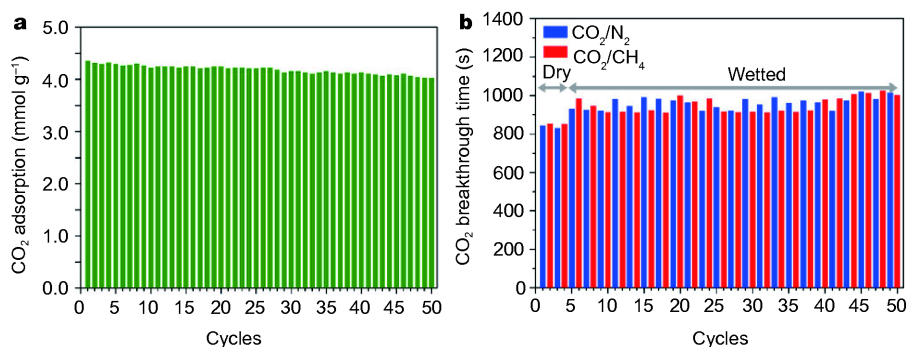 a
CO2 adsorption (mmol g–1)
5.0
4.0
3.0
2.0
1.0
0.0
0 5 10 15 20 25 30 35 40 45 50
Cycles
b
CO2 breakthrough time (s)
1400
1200
1000
800
600
400
200
0
CO2/N2
CO2/CH4
Dry
Wetted
0 5 10 15 20 25 30 35 40 45 50
Cycles